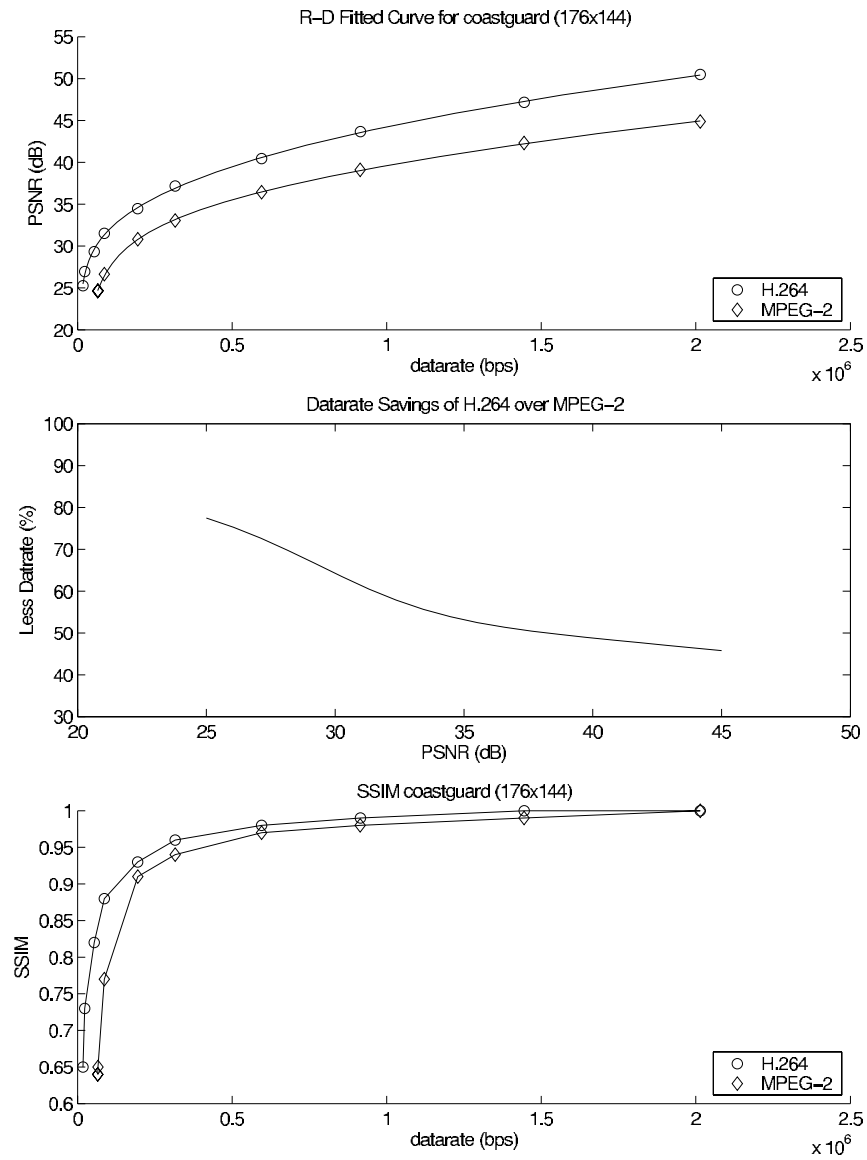 R-D Fitted Curve for coastguard (176x144)
55
50
45
40
35
30
25
20
PSNR (dB)
H.264
MPEG-2
0 0.5 1 1.5 2 2.5
datarate (bps)
x 10^6
Datarate Savings of H.264 over MPEG-2
100
90
80
70
60
50
40
30
Less Datrate (%)
20 25 30 35 40 45 50
PSNR (dB)
SSIM coastguard (176x144)
1
0.95
0.9
0.85
0.8
0.75
0.7
0.65
0.6
SSIM
H.264
MPEG-2
0 0.5 1 1.5 2 2.5
datarate (bps)
x 10^6